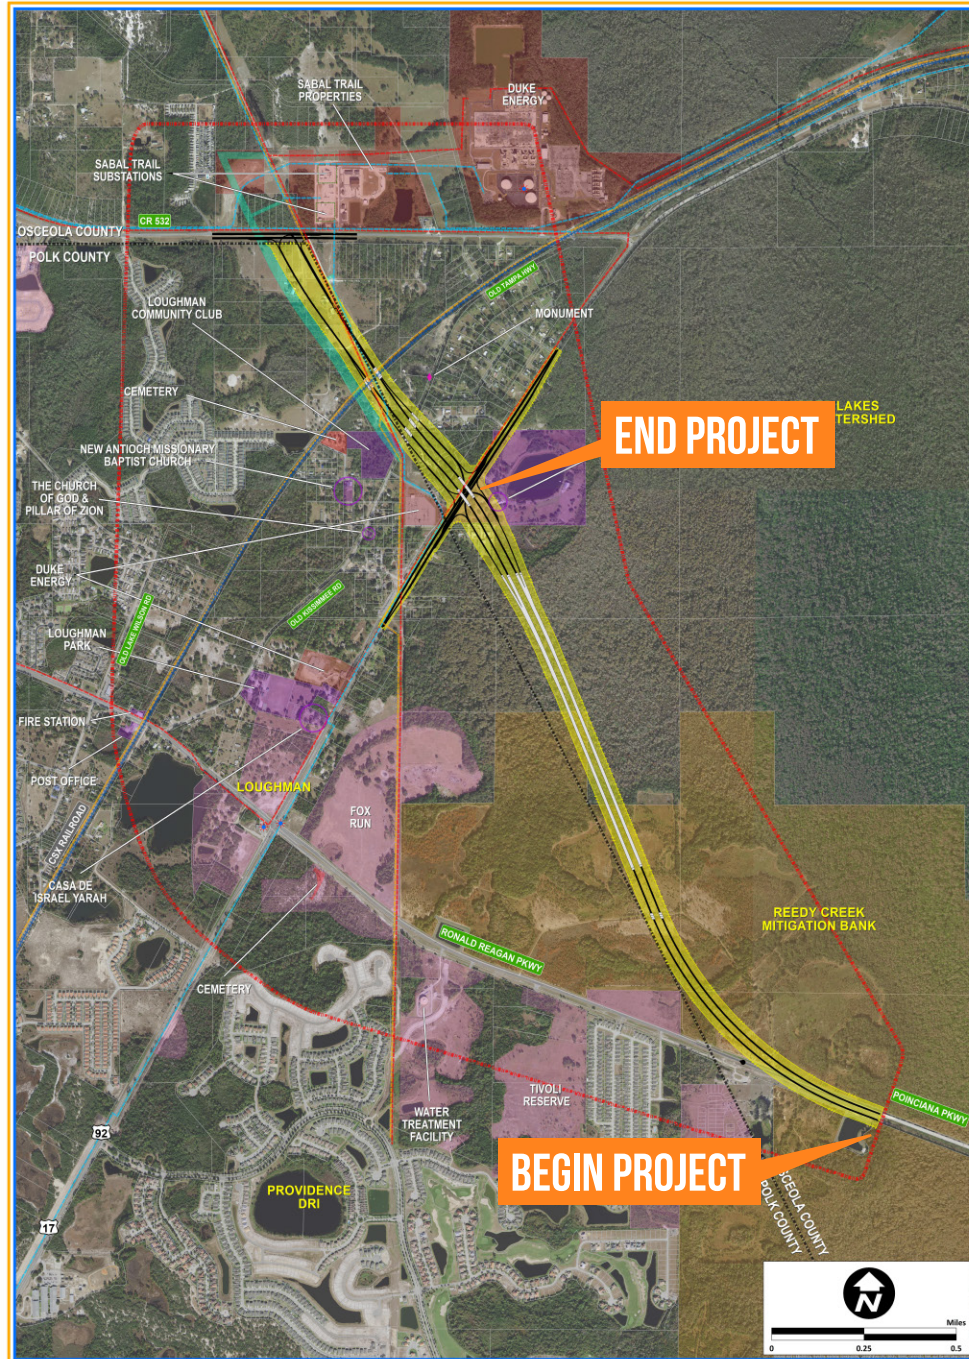 SABAL TRAIL
PROPERTIES
DUKE
ENERGY
SABAL TRAIL
SUBSTATIONS
CR 532
OSCEOLA COUNTY
POLK COUNTY
OLD TAMPA HWY
LOUGHMAN
COMMUNITY CLUB
MONUMENT
CEMETERY
LAKES
TERSHED
END PROJECT
NEW ANTIOCH MISSIONARY
BAPTIST CHURCH
THE CHURCH
OF GOD &
PILLAR OF ZION
DUKE
ENERGY
OLD KISSIMMEE RD
OLD LAKE WILSON RD
LOUGHMAN
PARK
FIRE STATION
POST OFFICE
LOUGHMAN
FOX
RUN
CSX RAILROAD
CASA DE
ISRAEL YARAH
REEDY CREEK
MITIGATION BANK
RONALD REAGAN PKWY
CEMETERY
TIVOLI
RESERVE
POINCIANA PKWY
WATER
TREATMENT
FACILITY
92
BEGIN PROJECT
PROVIDENCE
DRI
SCEOLA COUNTY
POLK COUNTY
17
N
Miles
0 0.25 0.5